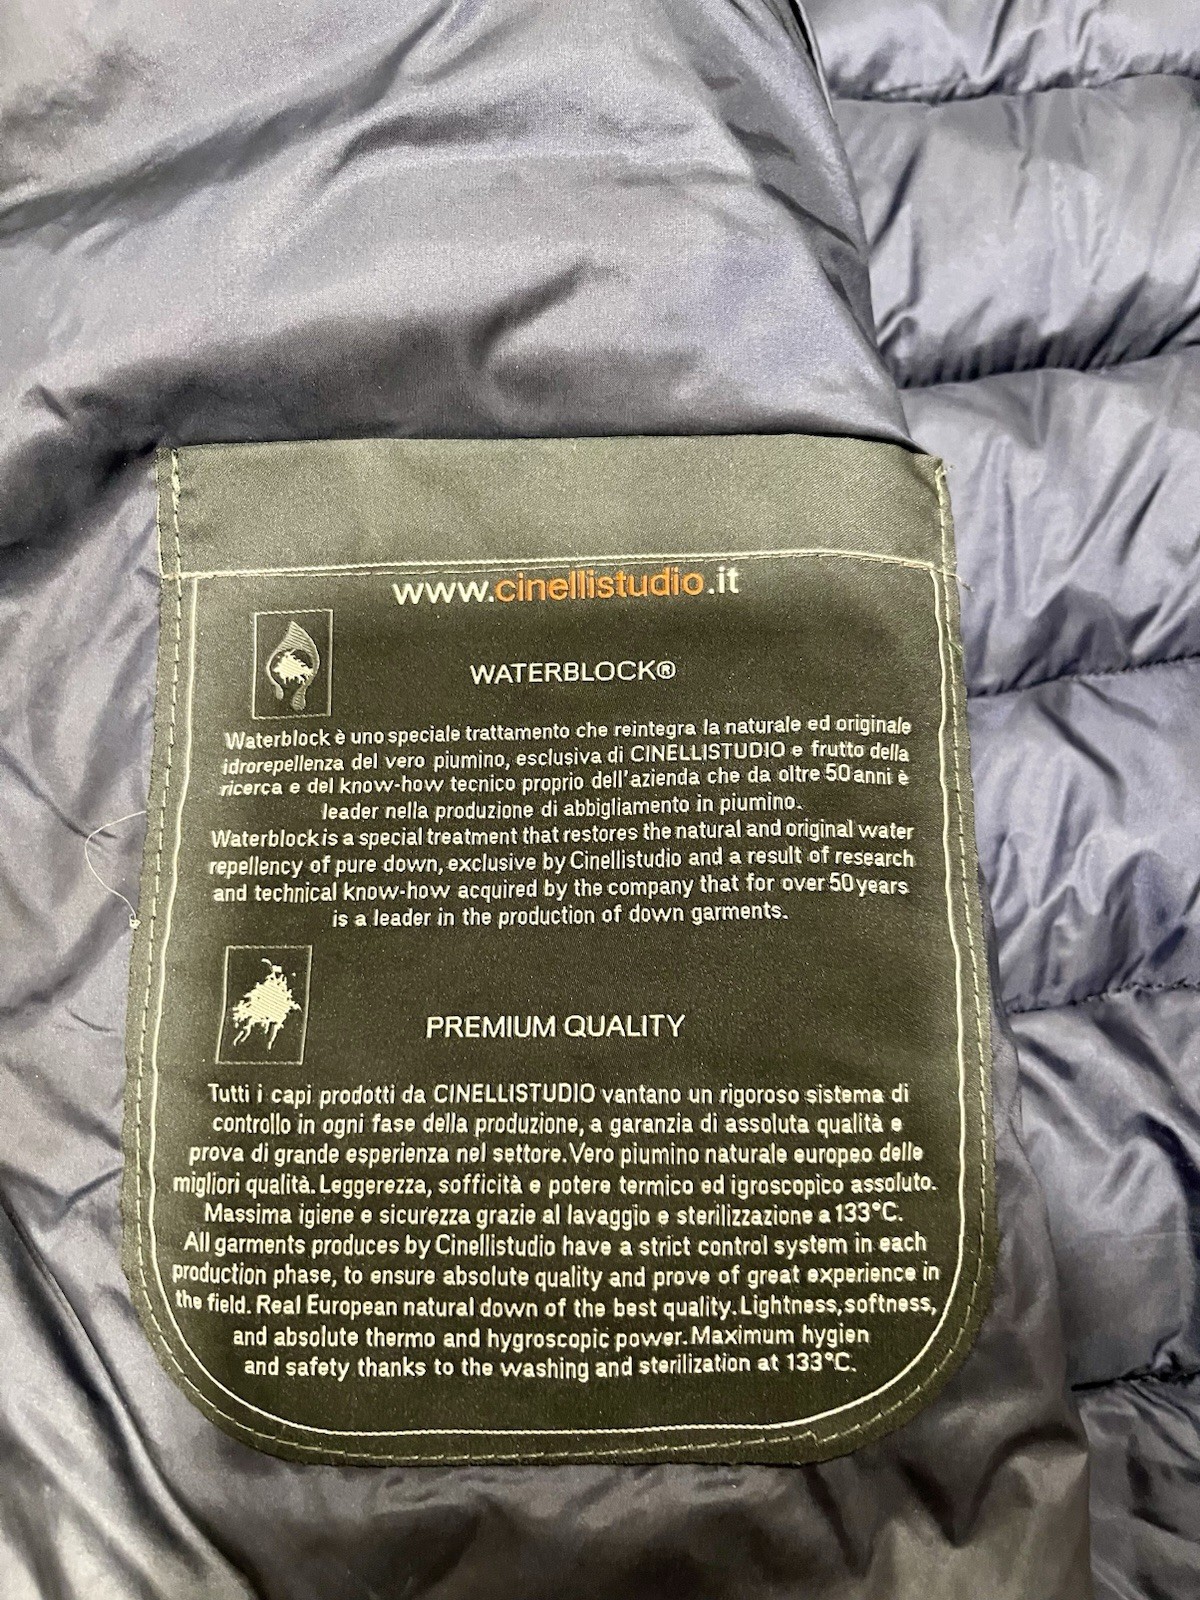 www.cinellistudio.it
WATERBLOCK®
Waterblock è uno speciale trattamento che reintegra la naturale ed originale
idrorepellenza del vero piumino, esclusiva di CINELLISTUDIO e frutto della
ricerca e del know-how tecnico proprio dell'azienda che da oltre 50 anni è
leader nella produzione di abbigliamento in piumino.
Waterblock is a special treatment that restores the natural and original water
repellency of pure down, exclusive by Cinellistudio and a result of research
and technical know-how acquired by the company that for over 50 years
is a leader in the production of down garments.
PREMIUM QUALITY
Tutti i capi prodotti da CINELLISTUDIO vantano un rigoroso sistema di
controllo in ogni fase della produzione, a garanzia di assoluta qualità e
prova di grande esperienza nel settore. Vero piumino naturale europeo delle
migliori qualità. Leggerezza, sofficità e potere termico ed igroscopico assoluto.
Massima igiene e sicurezza grazie al lavaggio e sterilizzazione a 133°C.
All garments produces by Cinellistudio have a strict control system in each
production phase, to ensure absolute quality and prove of great experience in
the field. Real European natural down of the best quality. Lightness, softness,
and absolute thermo and hygroscopic power. Maximum hygien
and safety thanks to the washing and sterilization at 133°C.